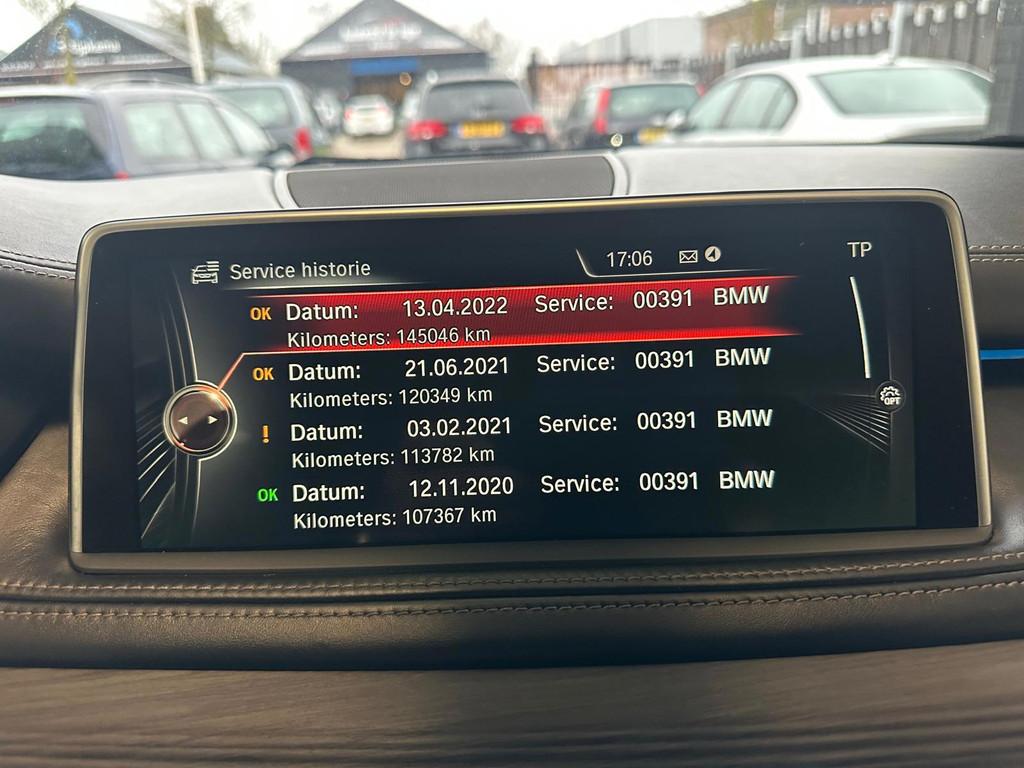 Service historie
17:06
TP
OK Datum: 13.04.2022 Service: 00391 BMW
Kilometers: 145046 km
OK Datum: 21.06.2021 Service: 00391 BMW
Kilometers: 120349 km
! Datum: 03.02.2021 Service: 00391 BMW
Kilometers: 113782 km
OPT
OK Datum: 12.11.2020 Service: 00391 BMW
Kilometers: 107367 km